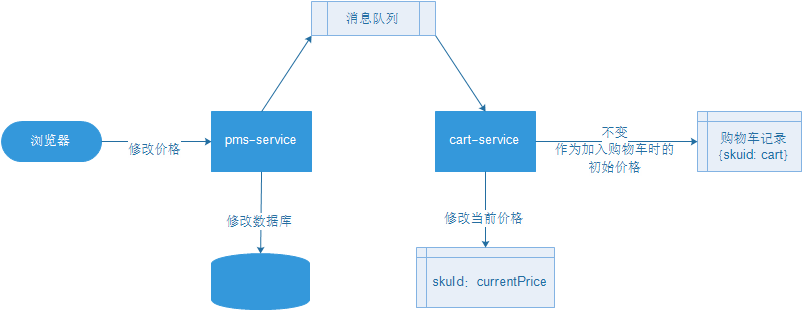 消息队列
浏览器
修改价格
pms-service
cart-service
不变
作为加入购物车时的
初始价格
购物车记录
{skuid: cart}
修改数据库
修改当前价格
skuId：currentPrice